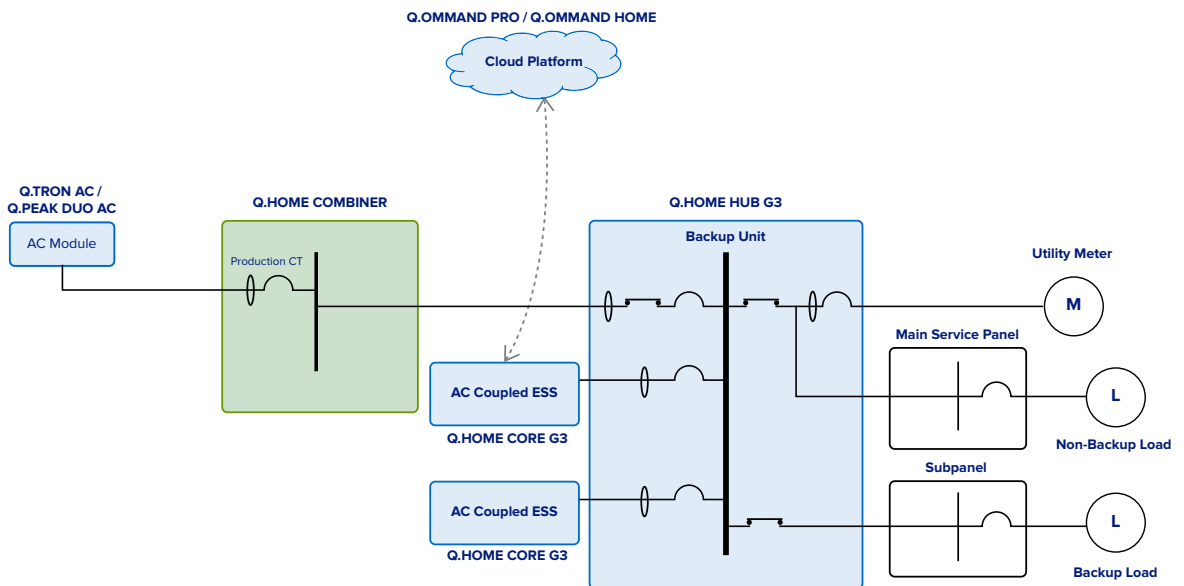 Q.OMMAND PRO / Q.OMMAND HOME
Cloud Platform
Q.TRON AC /
Q.PEAK DUO AC
AC Module
Q.HOME COMBINER
Production CT
Q.HOME HUB G3
Backup Unit
Utility Meter
M
Main Service Panel
L
Non-Backup Load
AC Coupled ESS
Q.HOME CORE G3
Subpanel
L
Backup Load
AC Coupled ESS
Q.HOME CORE G3